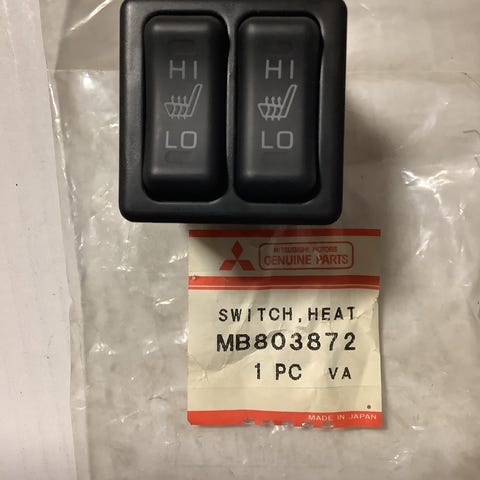 HI HI
LO LO
MITSUBISHI MOTORS
GENUINE PARTS
SWITCH, HEAT
MB803872
1 PC VA
MADE IN JAPAN